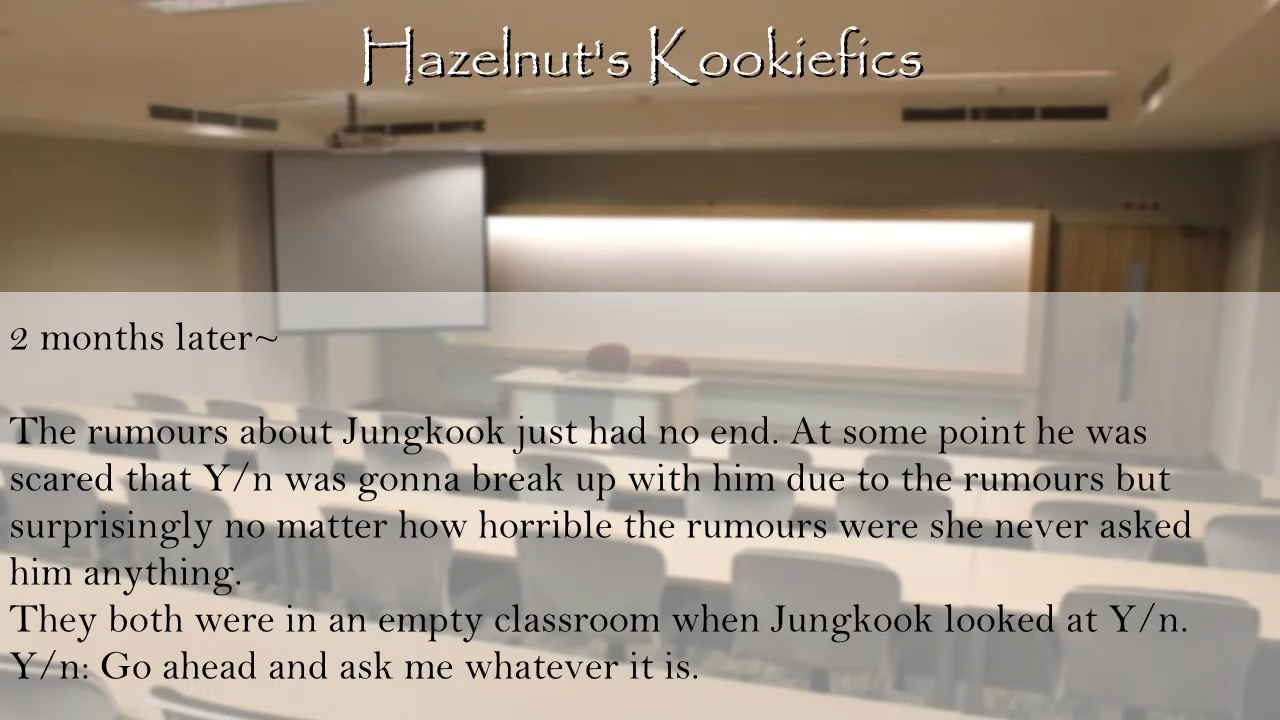 Hazelnut's Kookiefics
2 months later~
The rumours about Jungkook just had no end. At some point he was
scared that Y/n was gonna break up with him due to the rumours but
surprisingly no matter how horrible the rumours were she never asked
him anything.
They both were in an empty classroom when Jungkook looked at Y/n.
Y/n: Go ahead and ask me whatever it is.